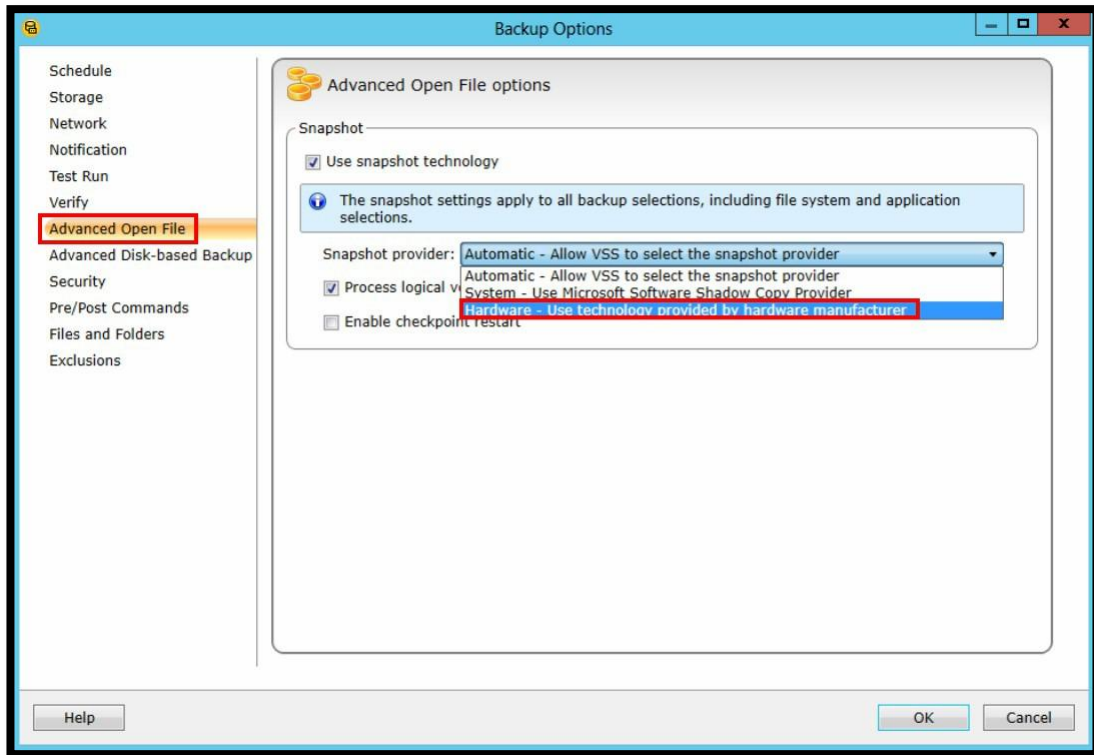 Backup Options
Schedule
Storage
Network
Notification
Test Run
Verify
Advanced Open File
Advanced Disk-based Backup
Security
Pre/Post Commands
Files and Folders
Exclusions
Advanced Open File options
Snapshot
Use snapshot technology
The snapshot settings apply to all backup selections, including file system and application
selections.
Snapshot provider: Automatic - Allow VSS to select the snapshot provider
Automatic - Allow VSS to select the snapshot provider
Process logical
System - Use Microsoft Software Shadow Copy Provider
Hardware - Use technology provided by hardware manufacturer
Enable checkpoint restart
Help
OK
Cancel